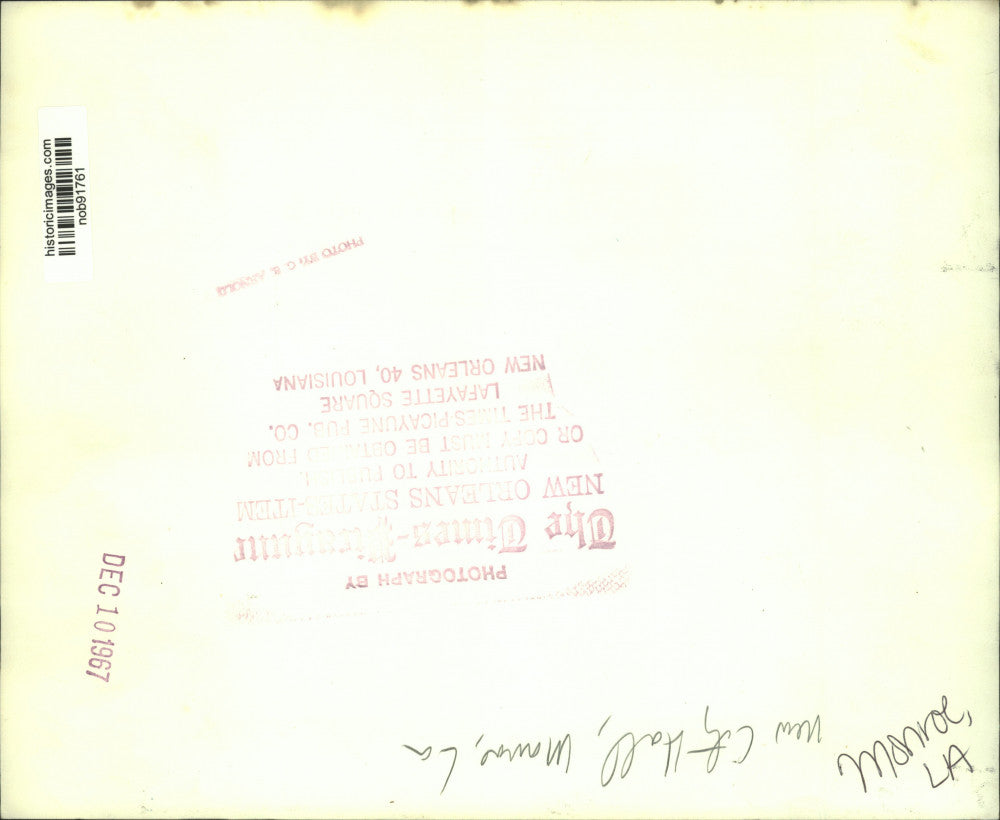 historicimages.com
nob91761
PHOTO BY, C. B. ARNOLD
PHOTOGRAPH BY
The Times-Picayune
NEW ORLEANS STATES-ITEM
AUTHORITY TO PUBLISH
OR COPY MUST BE OBTAINED FROM
THE TIMES-PICAYUNE PUB. CO.
LAFAYETTE SQUARE
NEW ORLEANS 40, LOUISIANA
DEC 10 1967
New City Hall, Monroe, La
MONROE,
LA